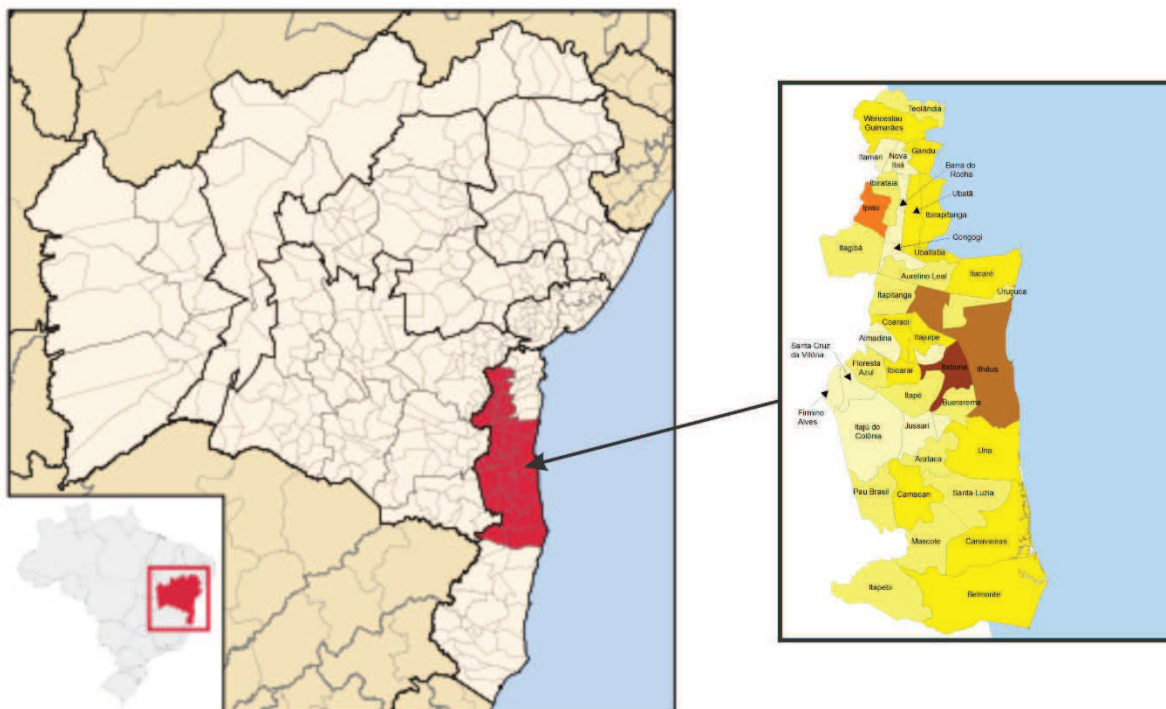 Teolândia
Wenceslau
Guimarães
Gandu
Itamari
Nova
Ibiá
Barra do
Rocha
Ibirataia
Ubatã
Ipiaú
Ibirapitanga
Gongogi
Itagibá
Ubaitaba
Aurelino Leal
Itacaré
Itapitanga
Uruçuca
Coaraci
Santa Cruz
da Vitória
Almadina
Itajuípe
Floresta
Azul
Ibicaraí
Itabuna
Ilhéus
Itapé
Buerarema
Firmino
Alves
Itajú do
Colônia
Jussari
Una
Arataca
Pau Brasil
Camacan
Santa Luzia
Mascote
Canavieiras
Itapebi
Belmonte